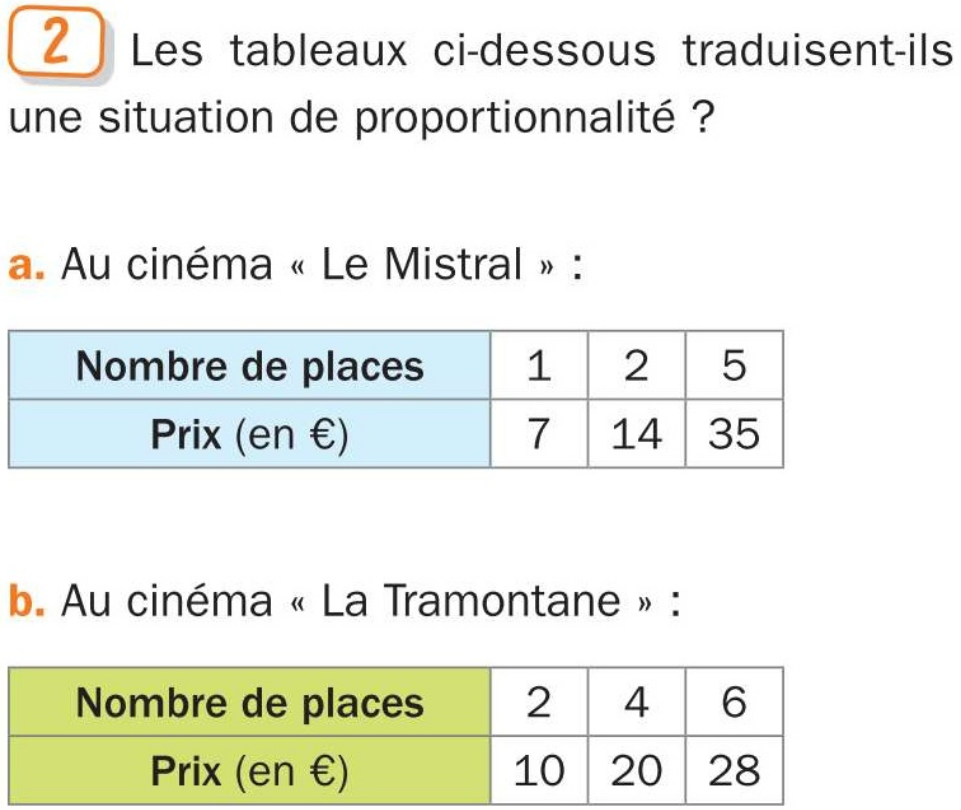 2 Les tableaux ci-dessous traduisent-ils
une situation de proportionnalité ?
a. Au cinéma « Le Mistral » :
Nombre de places 1 2 5
Prix (en €) 7 14 35
b. Au cinéma « La Tramontane » :
Nombre de places 2 4 6
Prix (en €) 10 20 28